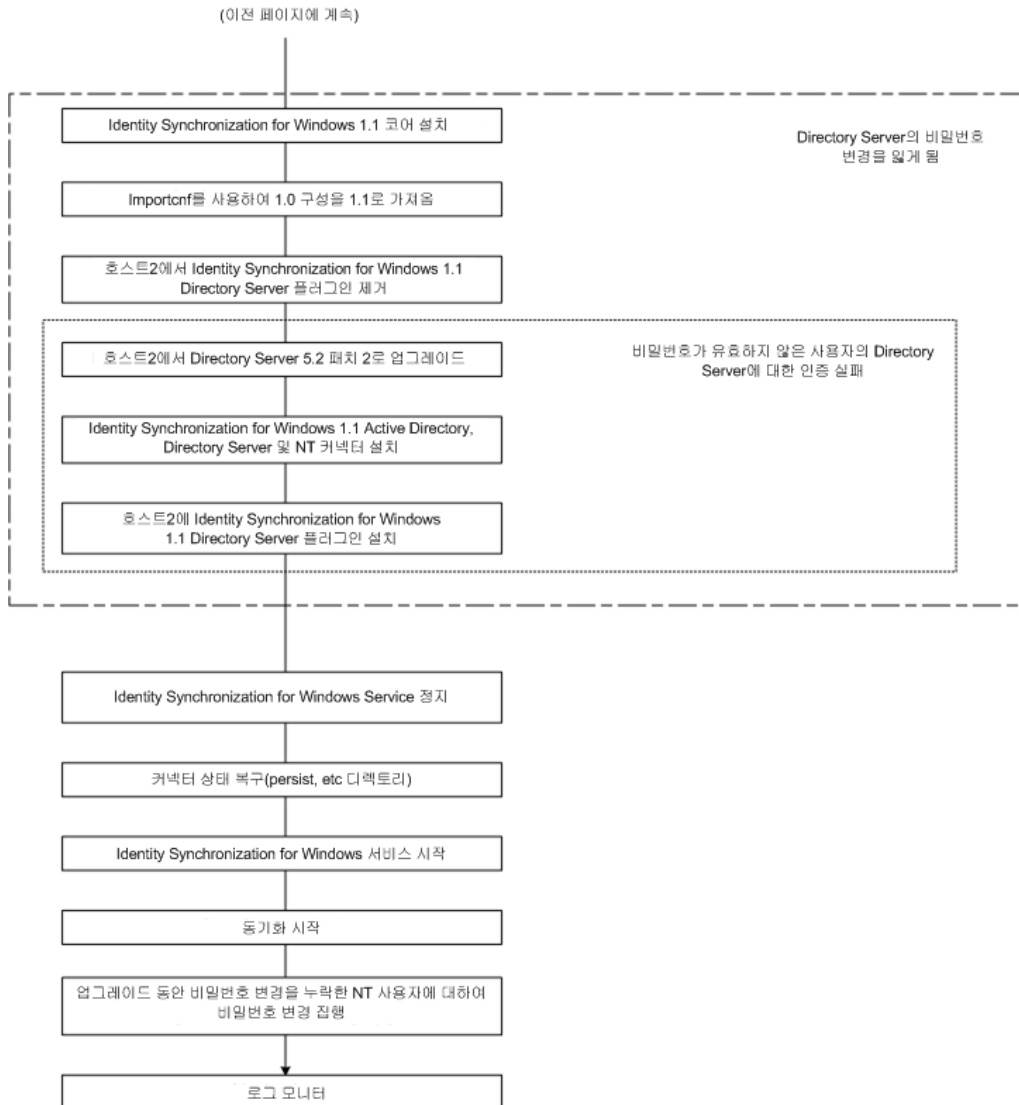 (이전 페이지에 계속)
Identity Synchronization for Windows 1.1 코어 설치
Directory Server의 비밀번호
변경을 잃게 됨
Importcnf를 사용하여 1.0 구성을 1.1로 가져옴
호스트2에서 Identity Synchronization for Windows 1.1
Directory Server 플러그인 제거
호스트2에서 Directory Server 5.2 패치 2로 업그레이드
비밀번호가 유효하지 않은 사용자의 Directory
Server에 대한 인증 실패
Identity Synchronization for Windows 1.1 Active Directory,
Directory Server 및 NT 커넥터 설치
호스트2에 Identity Synchronization for Windows
1.1 Directory Server 플러그인 설치
Identity Synchronization for Windows Service 정지
커넥터 상태 복구(persist, etc 디렉토리)
Identity Synchronization for Windows 서비스 시작
동기화 시작
업그레이드 동안 비밀번호 변경을 누락한 NT 사용자에 대하여
비밀번호 변경 집행
로그 모니터